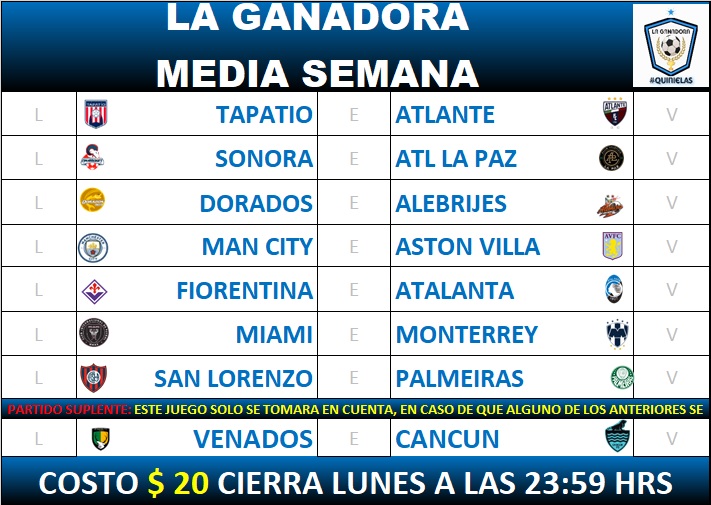 LA GANADORA
MEDIA SEMANA
LA GANADORA
#QUINIELAS
L TAPATIO E ATLANTE V
L SONORA E ATL LA PAZ V
L DORADOS E ALEBRIJES V
L MAN CITY E ASTON VILLA V
L FIORENTINA E ATALANTA V
L MIAMI E MONTERREY V
L SAN LORENZO E PALMEIRAS V
PARTIDO SUPLENTE: ESTE JUEGO SOLO SE TOMARA EN CUENTA, EN CASO DE QUE ALGUNO DE LOS ANTERIORES SE
L VENADOS E CANCUN V
COSTO $ 20 CIERRA LUNES A LAS 23:59 HRS